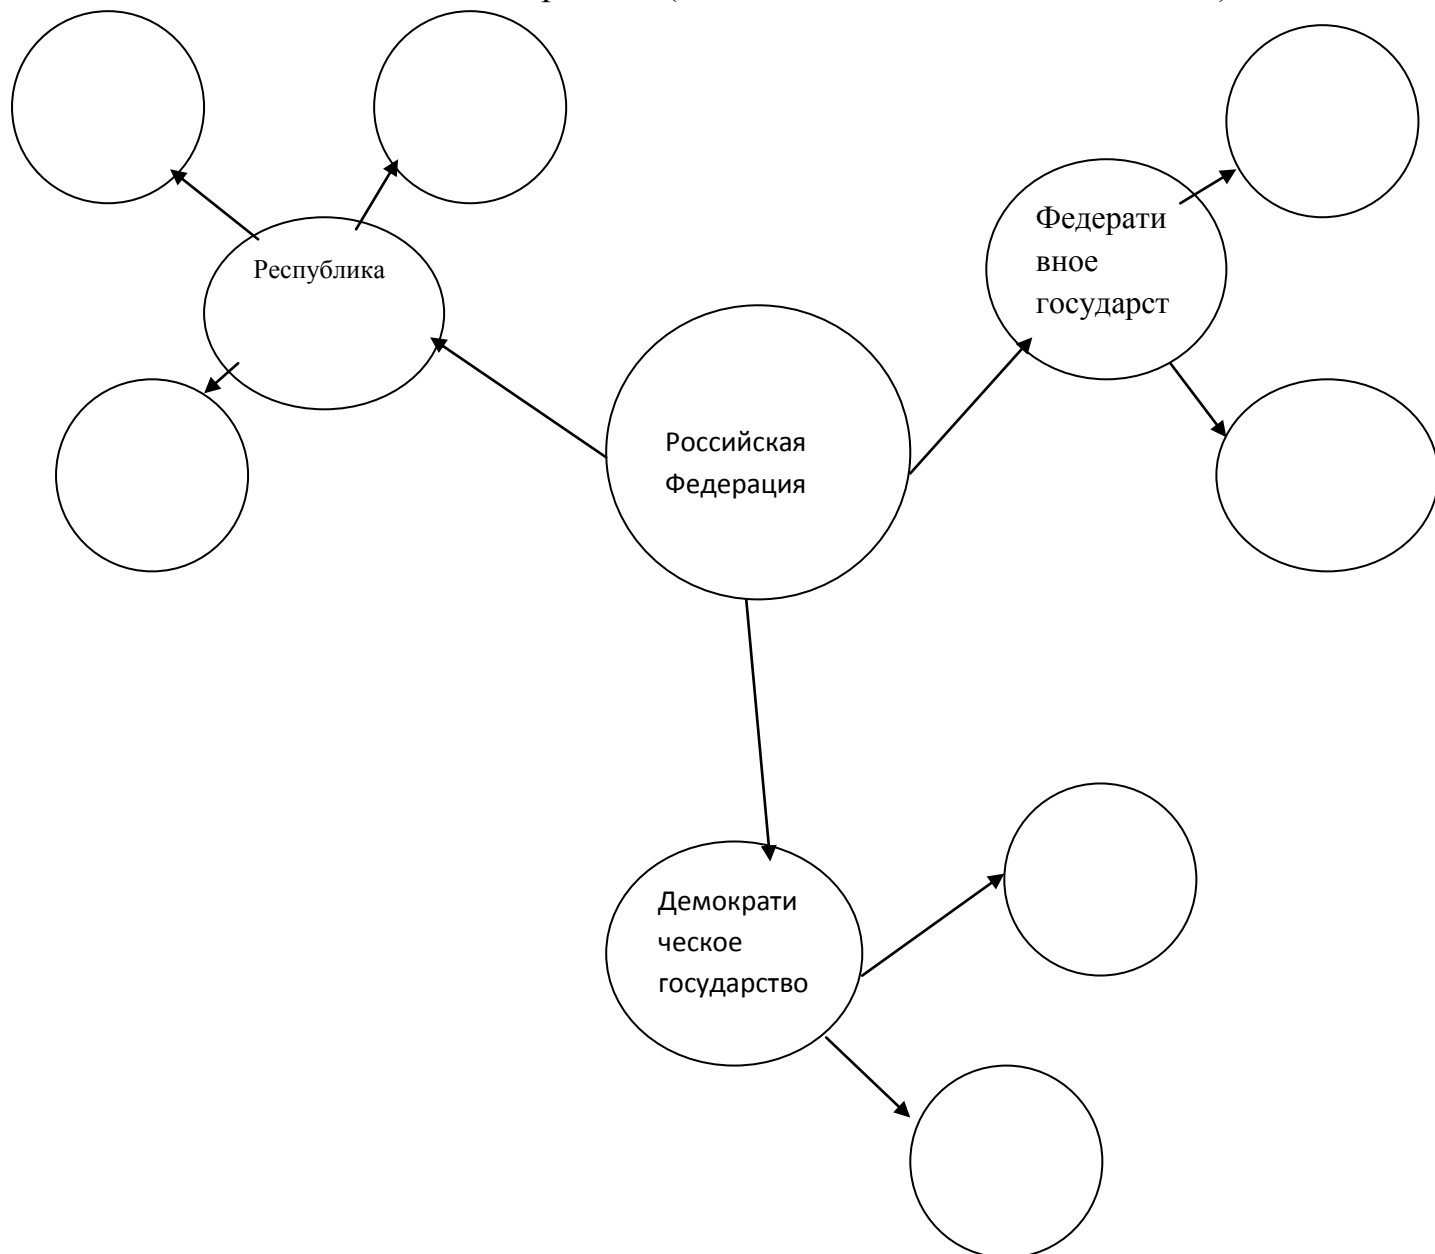 Республика
Федерати
вное
государст
Российская
Федерация
Демократи
ческое
государство